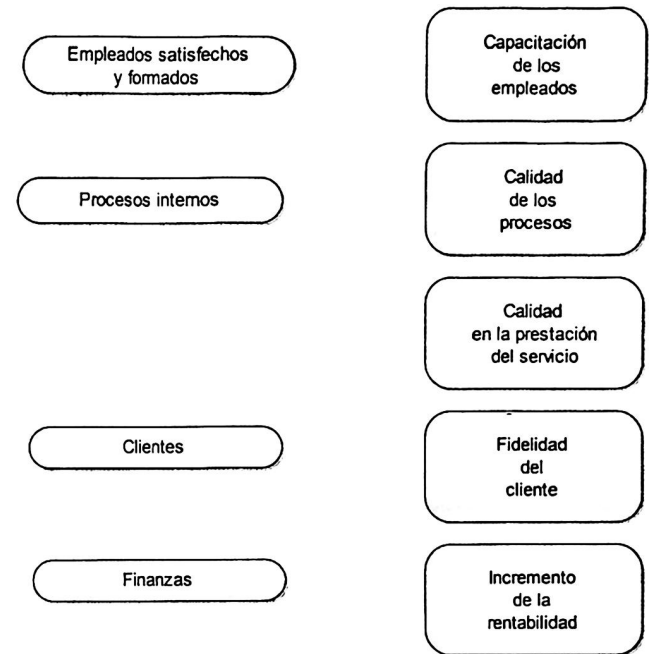 Empleados satisfechos
y formados
Capacitación
de los
empleados
Procesos internos
Calidad
de los
procesos
Calidad
en la prestación
del servicio
Clientes
Fidelidad
del
cliente
Finanzas
Incremento
de la
rentabilidad